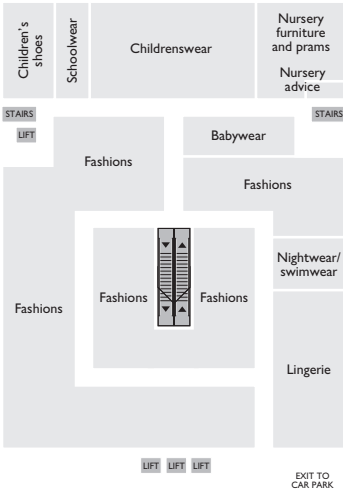 Children's
shoes
Schoolwear
Childrenswear
Nursery
furniture
and prams
Nursery
advice
STAIRS
LIFT
STAIRS
Babywear
Fashions
Fashions
Nightwear/
swimwear
Fashions
Fashions
Fashions
Lingerie
LIFT
LIFT
LIFT
EXIT TO
CAR PARK